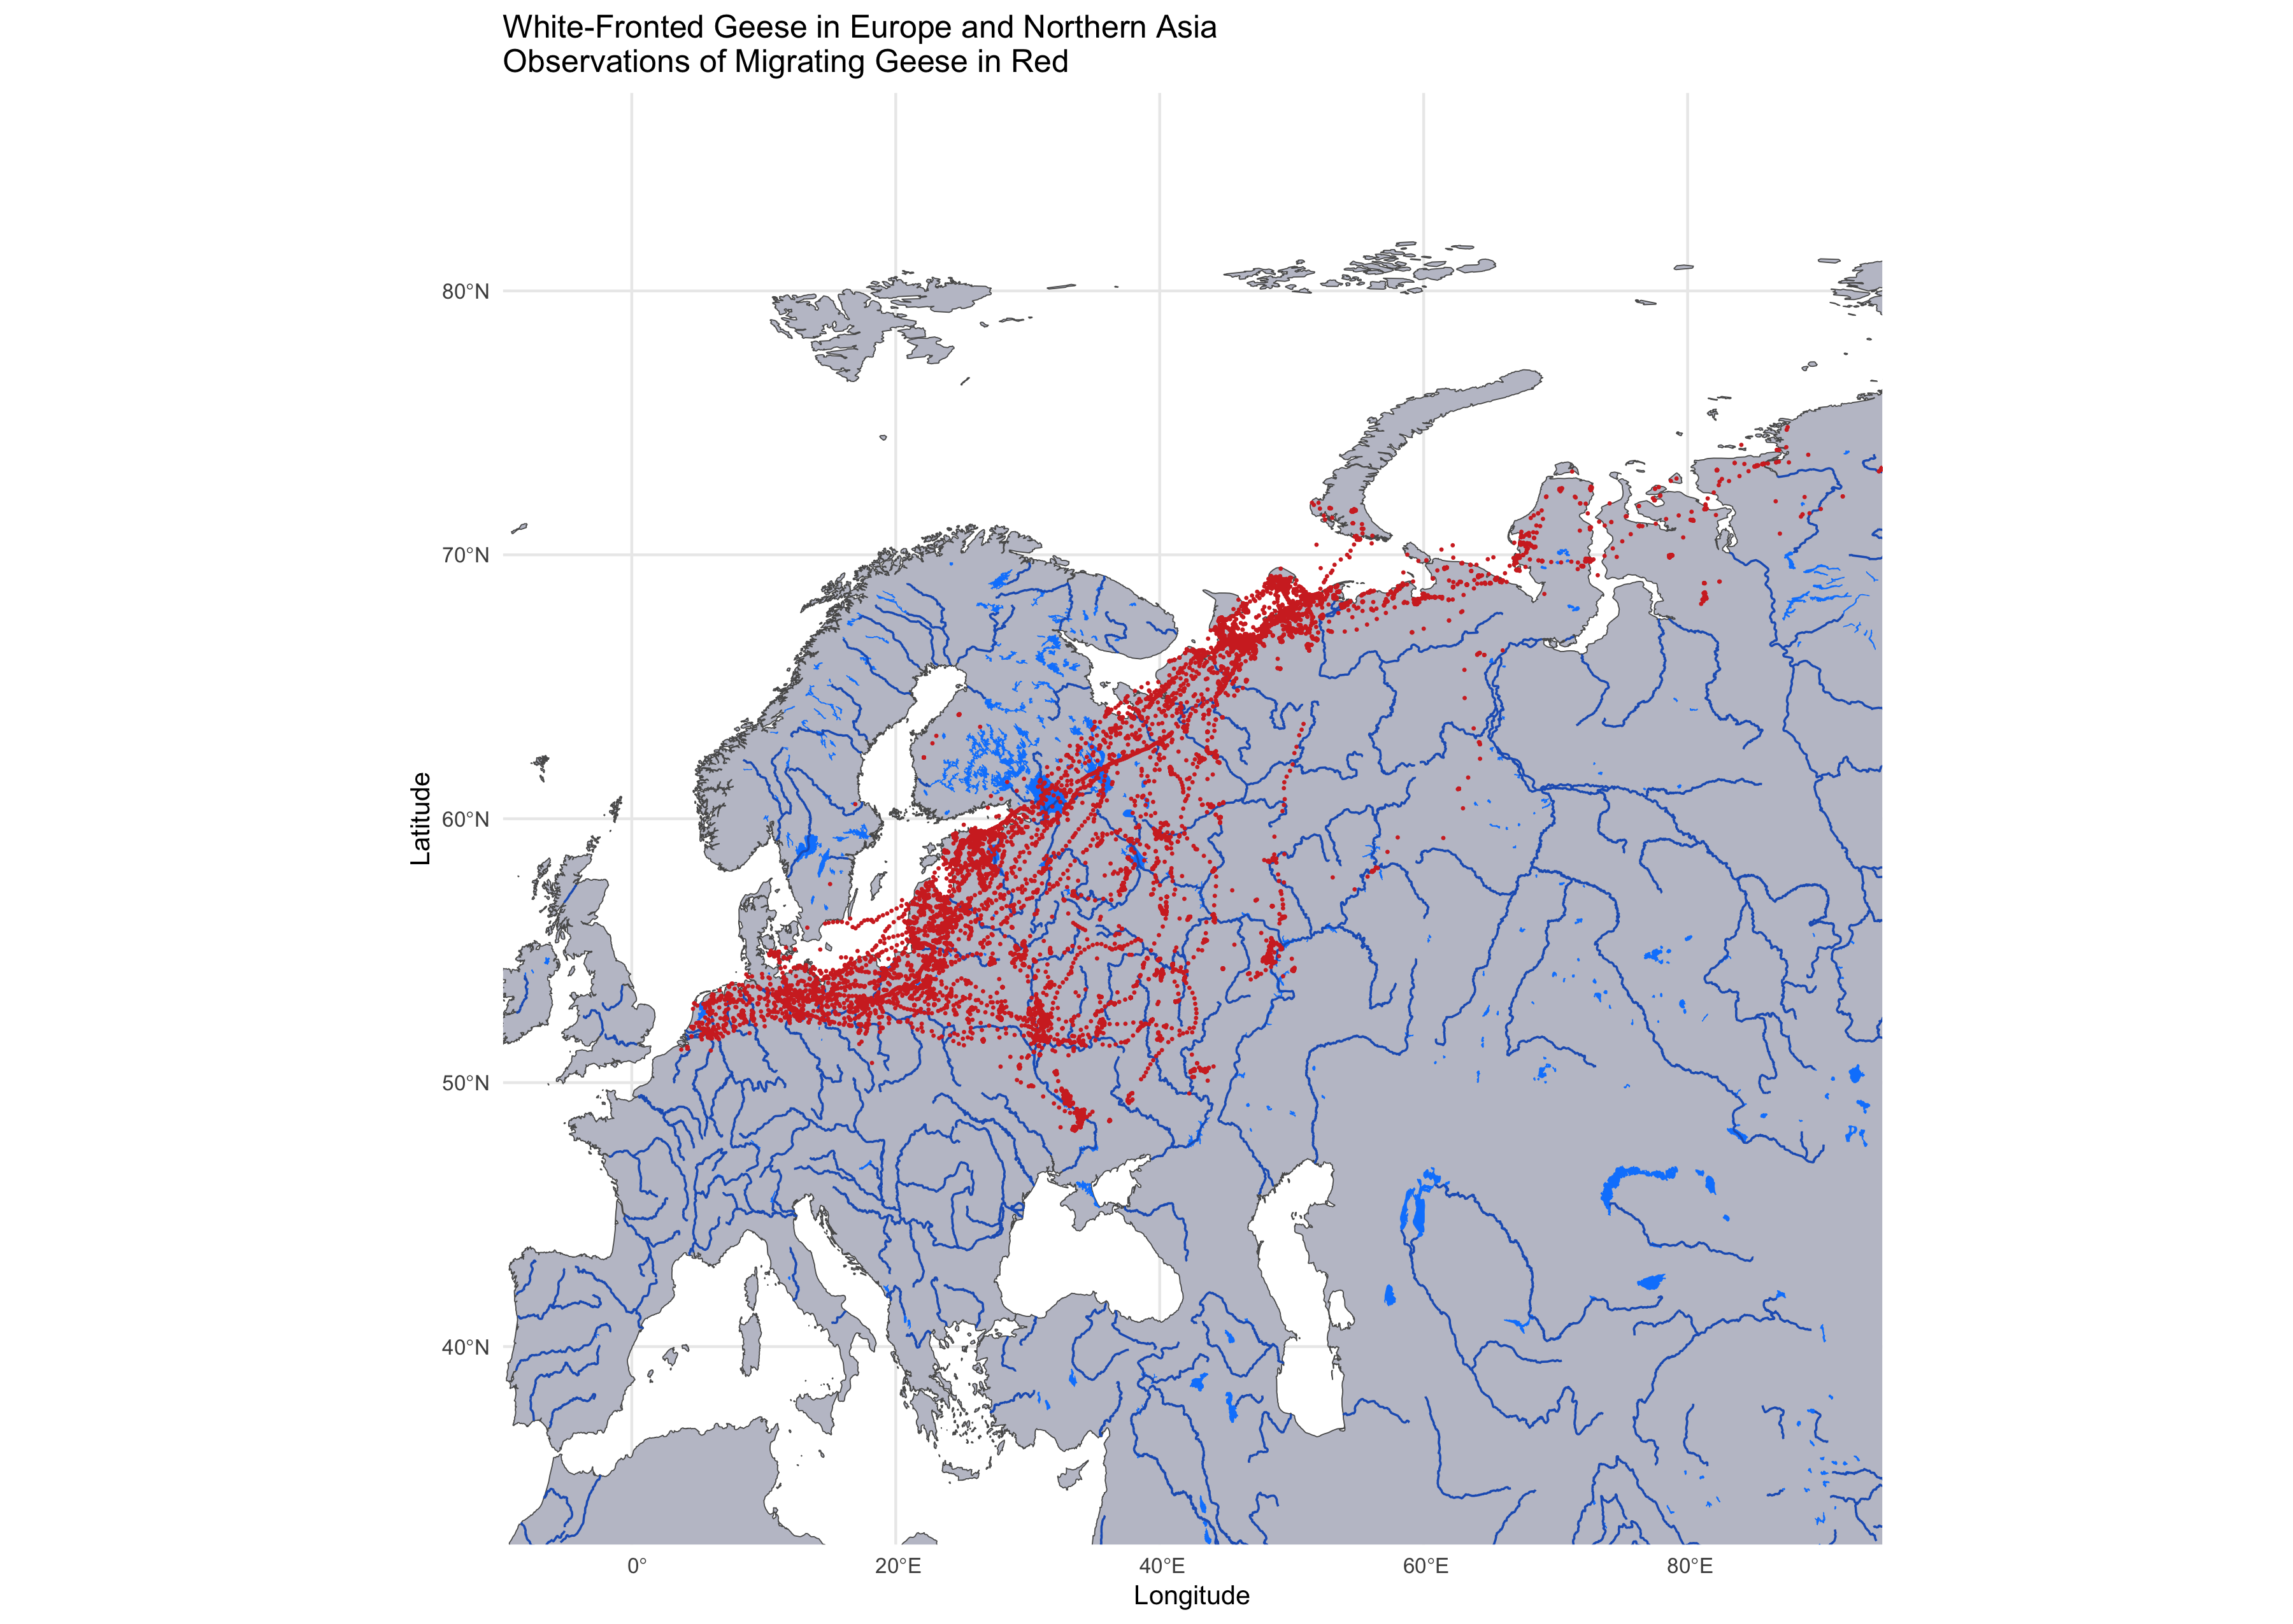 White-Fronted Geese in Europe and Northern Asia
Observations of Migrating Geese in Red
80°N
70°N
60°N
50°N
40°N
Latitude
0°
20°E
40°E
60°E
80°E
Longitude